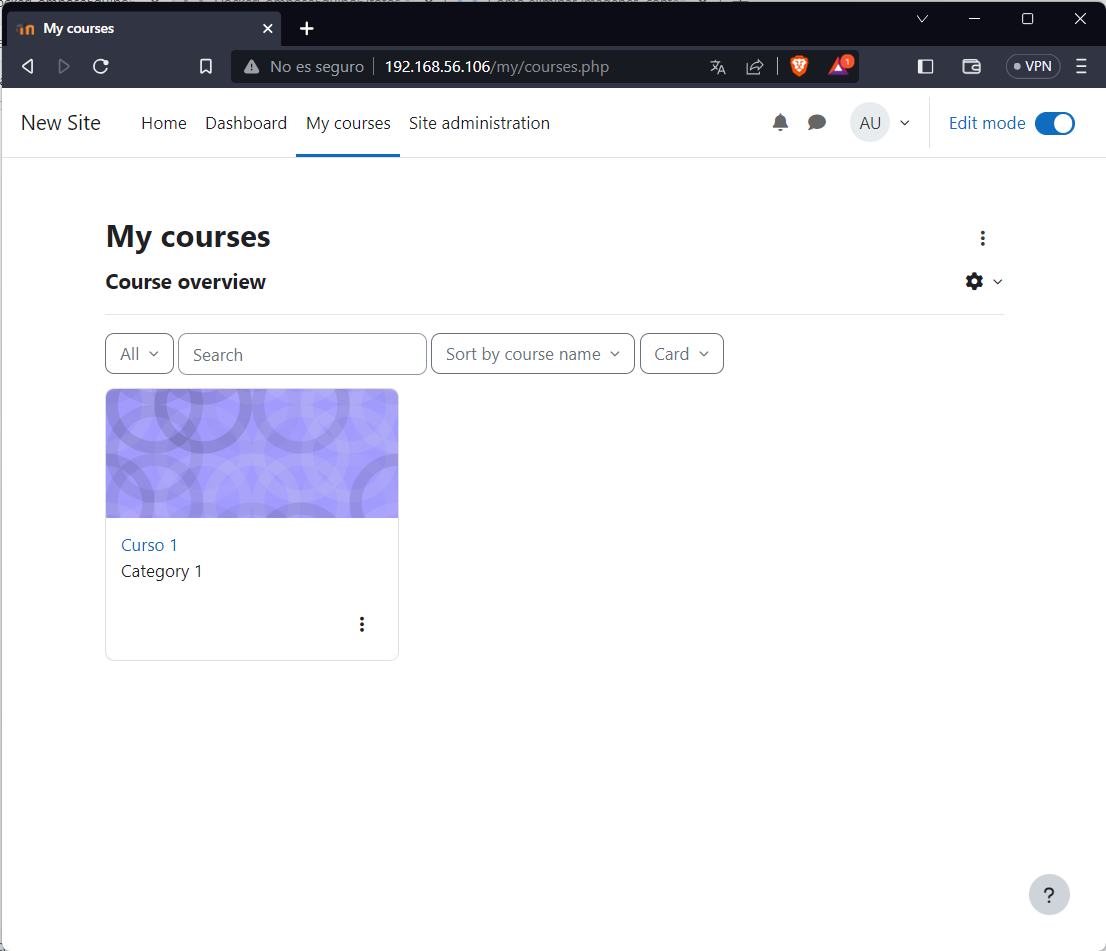 My courses
No es seguro 192.168.56.106/my/courses.php
1
VPN
New Site Home Dashboard My courses Site administration AU Edit mode
My courses
Course overview
All Search Sort by course name Card
Curso 1
Category 1
?